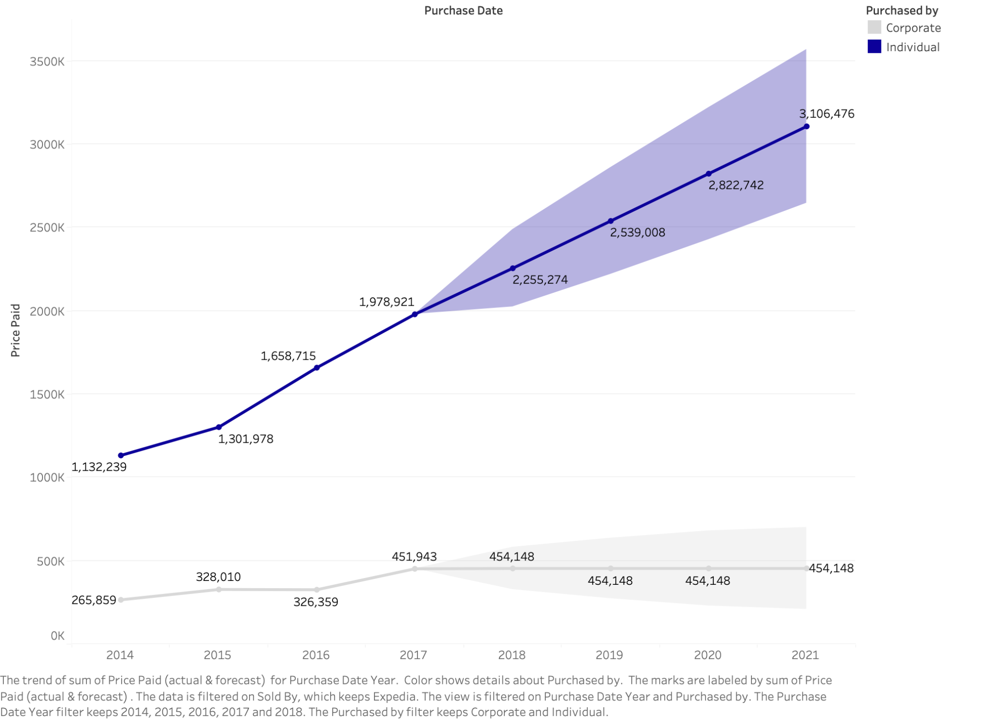 Purchase Date
Purchased by
Corporate
Individual
3500K
3000K
2500K
2000K
1500K
1000K
500K
0K
Price Paid
3,106,476
2,822,742
2,539,008
2,255,274
1,978,921
1,658,715
1,301,978
1,132,239
265,859
328,010
326,359
451,943
454,148
454,148
454,148
454,148
2014
2015
2016
2017
2018
2019
2020
2021
The trend of sum of Price Paid (actual & forecast)  for Purchase Date Year.  Color shows details about Purchased by.  The marks are labeled by sum of Price
Paid (actual & forecast) . The data is filtered on Sold By, which keeps Expedia. The view is filtered on Purchase Date Year and Purchased by. The Purchase
Date Year filter keeps 2014, 2015, 2016, 2017 and 2018. The Purchased by filter keeps Corporate and Individual.